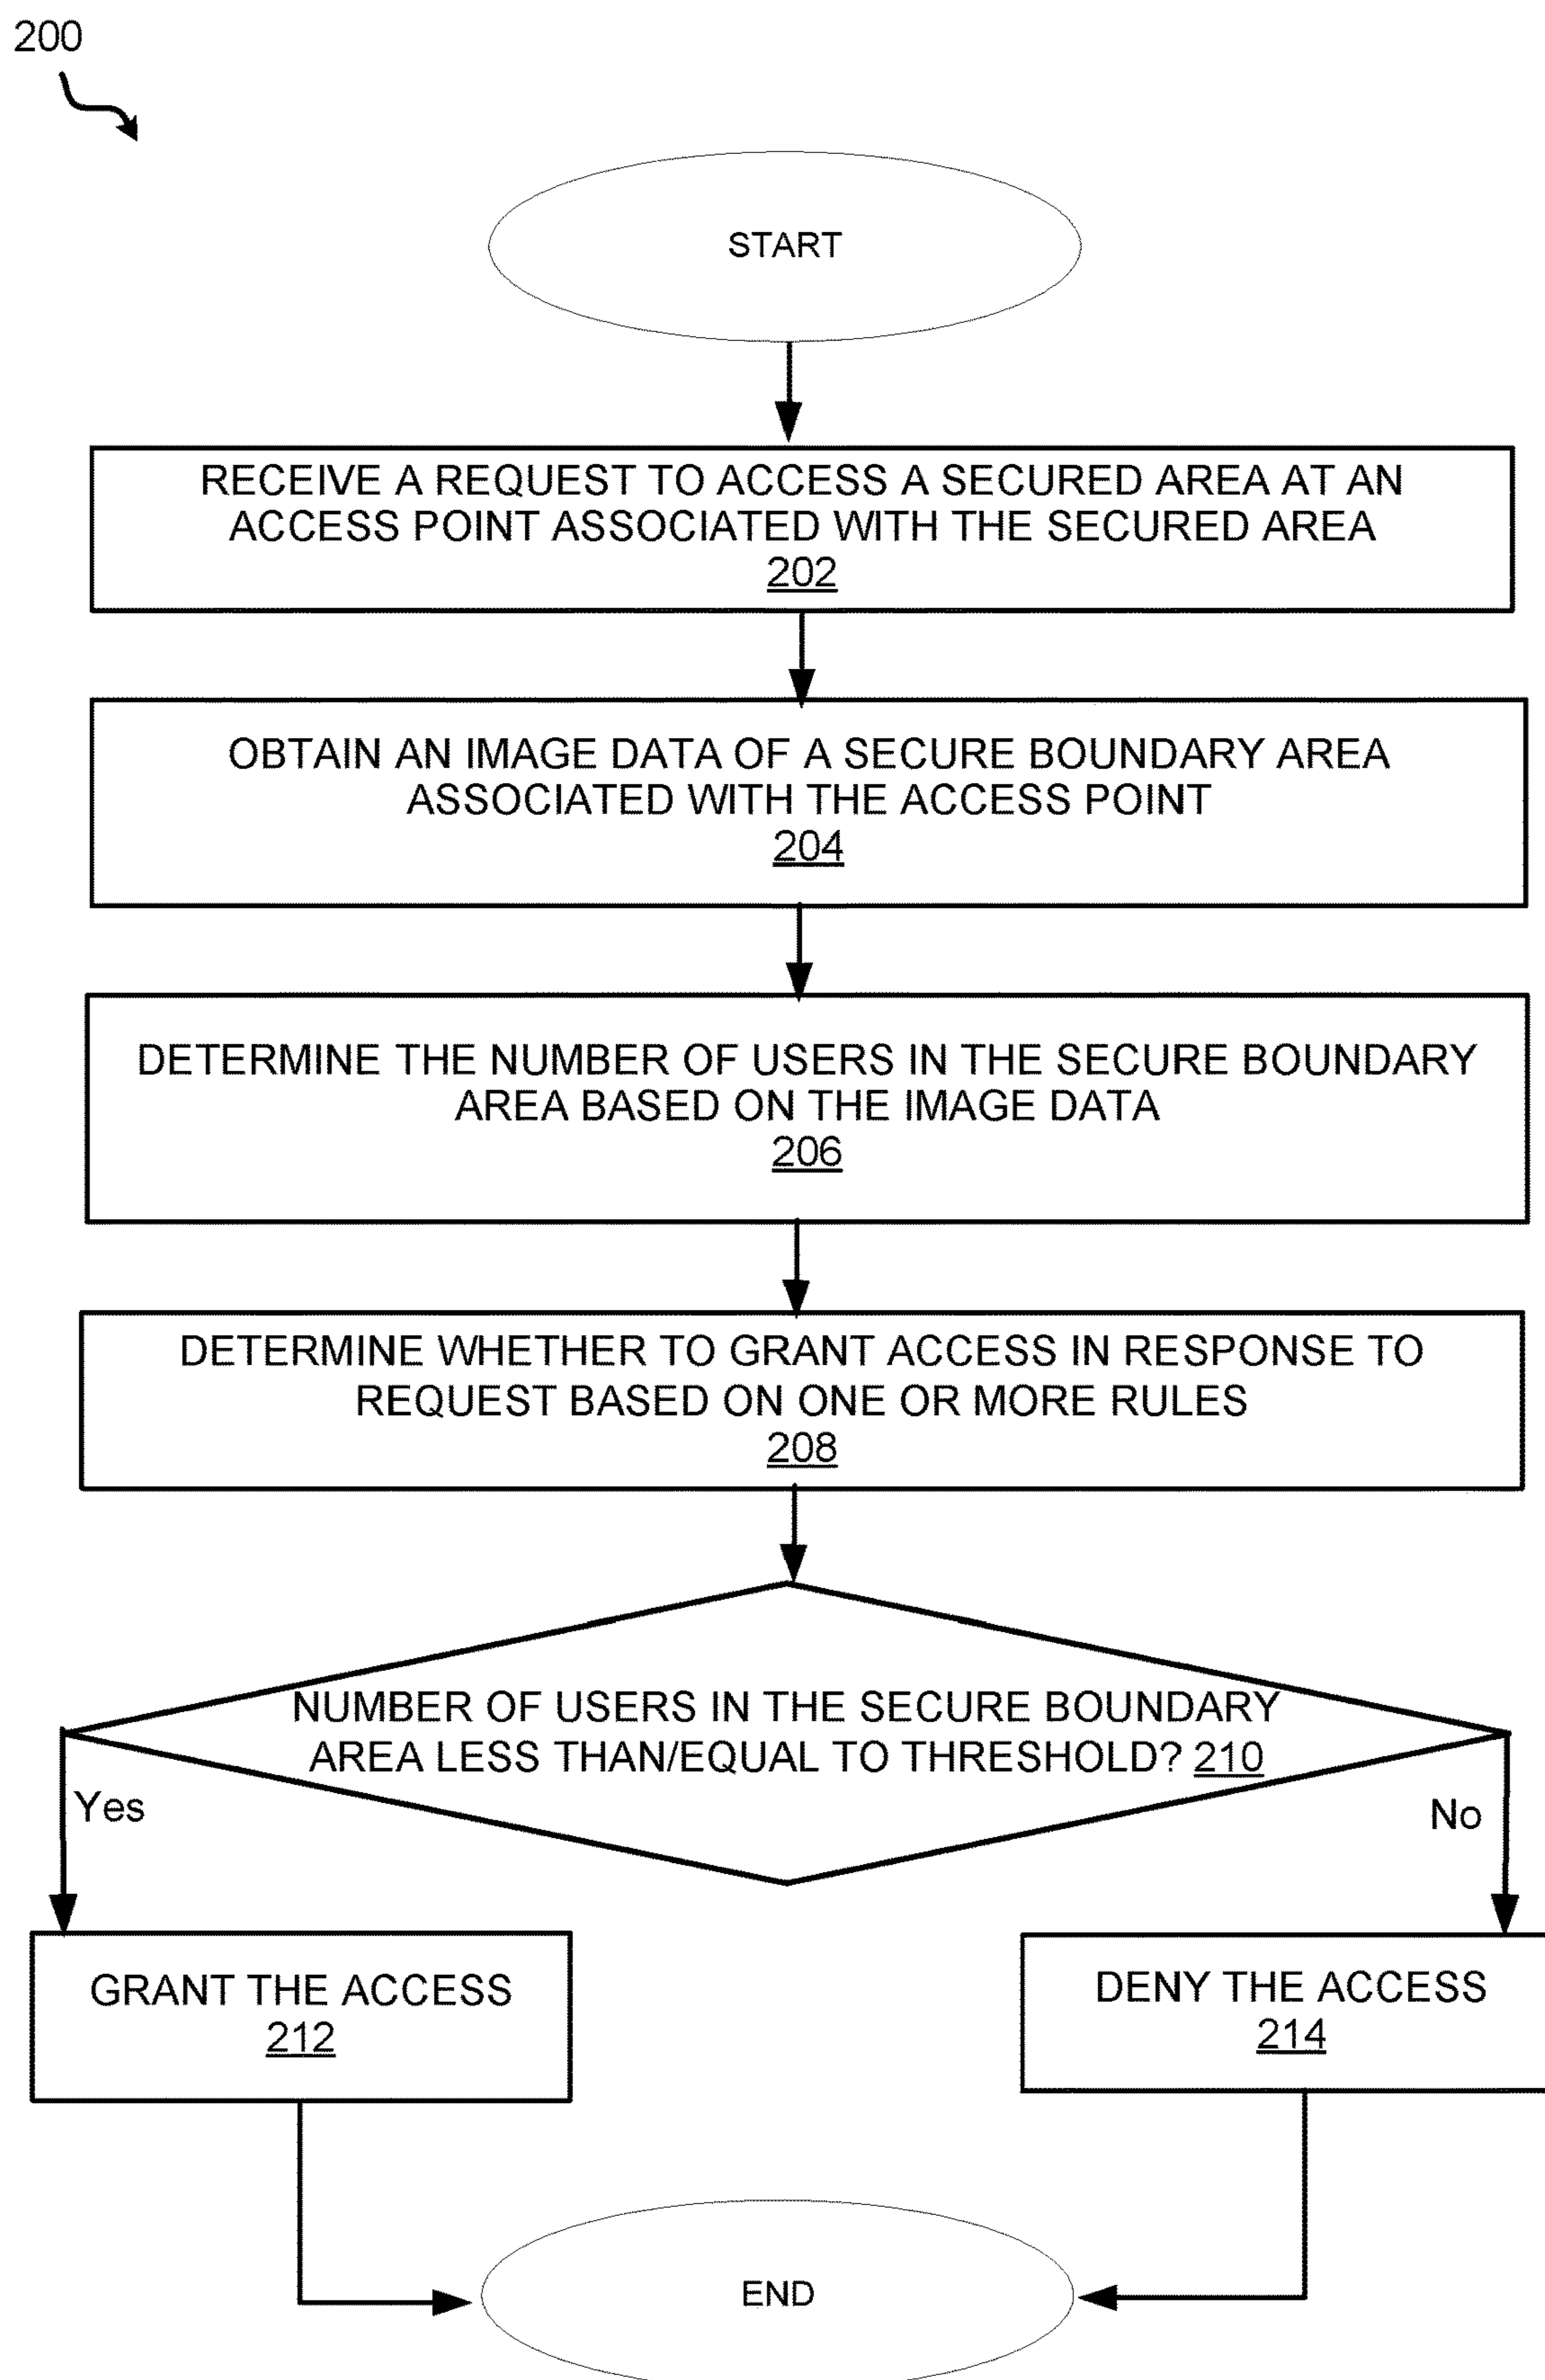 200
START
RECEIVE A REQUEST TO ACCESS A SECURED AREA AT AN
ACCESS POINT ASSOCIATED WITH THE SECURED AREA
202
OBTAIN AN IMAGE DATA OF A SECURE BOUNDARY AREA
ASSOCIATED WITH THE ACCESS POINT
204
DETERMINE THE NUMBER OF USERS IN THE SECURE BOUNDARY
AREA BASED ON THE IMAGE DATA
206
DETERMINE WHETHER TO GRANT ACCESS IN RESPONSE TO
REQUEST BASED ON ONE OR MORE RULES
208
NUMBER OF USERS IN THE SECURE BOUNDARY
AREA LESS THAN/EQUAL TO THRESHOLD? 210
Yes
No
GRANT THE ACCESS
212
DENY THE ACCESS
214
END